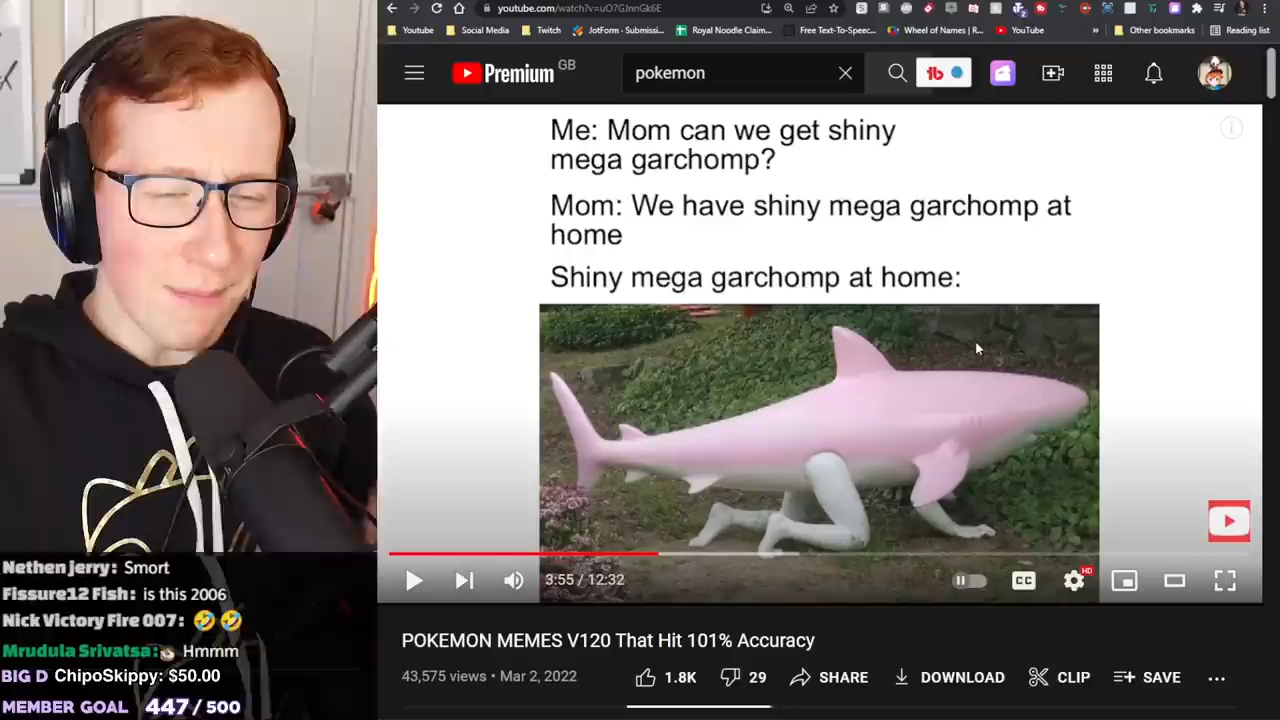 youtube.com/watch?v=uO7GJnnGk6E
Youtube
Social Media
Twitch
JotForm - Submissi...
Royal Noodle Claim...
Free Text-To-Speec...
Wheel of Names | R...
YouTube
Other bookmarks
Reading list
Premium GB
pokemon
Me: Mom can we get shiny
mega garchomp?
Mom: We have shiny mega garchomp at
home
Shiny mega garchomp at home:
3:55 / 12:32
CC
HD
POKEMON MEMES V120 That Hit 101% Accuracy
43,575 views • Mar 2, 2022
1.8K
29
SHARE
DOWNLOAD
CLIP
SAVE
Nethen jerry: Smort
Fissure12 Fish: is this 2006
Nick Victory Fire 007: 🤣🤣
Mrudula Srivatsa: Hmmm
BIG D ChipoSkippy: $50.00
MEMBER GOAL 447/500